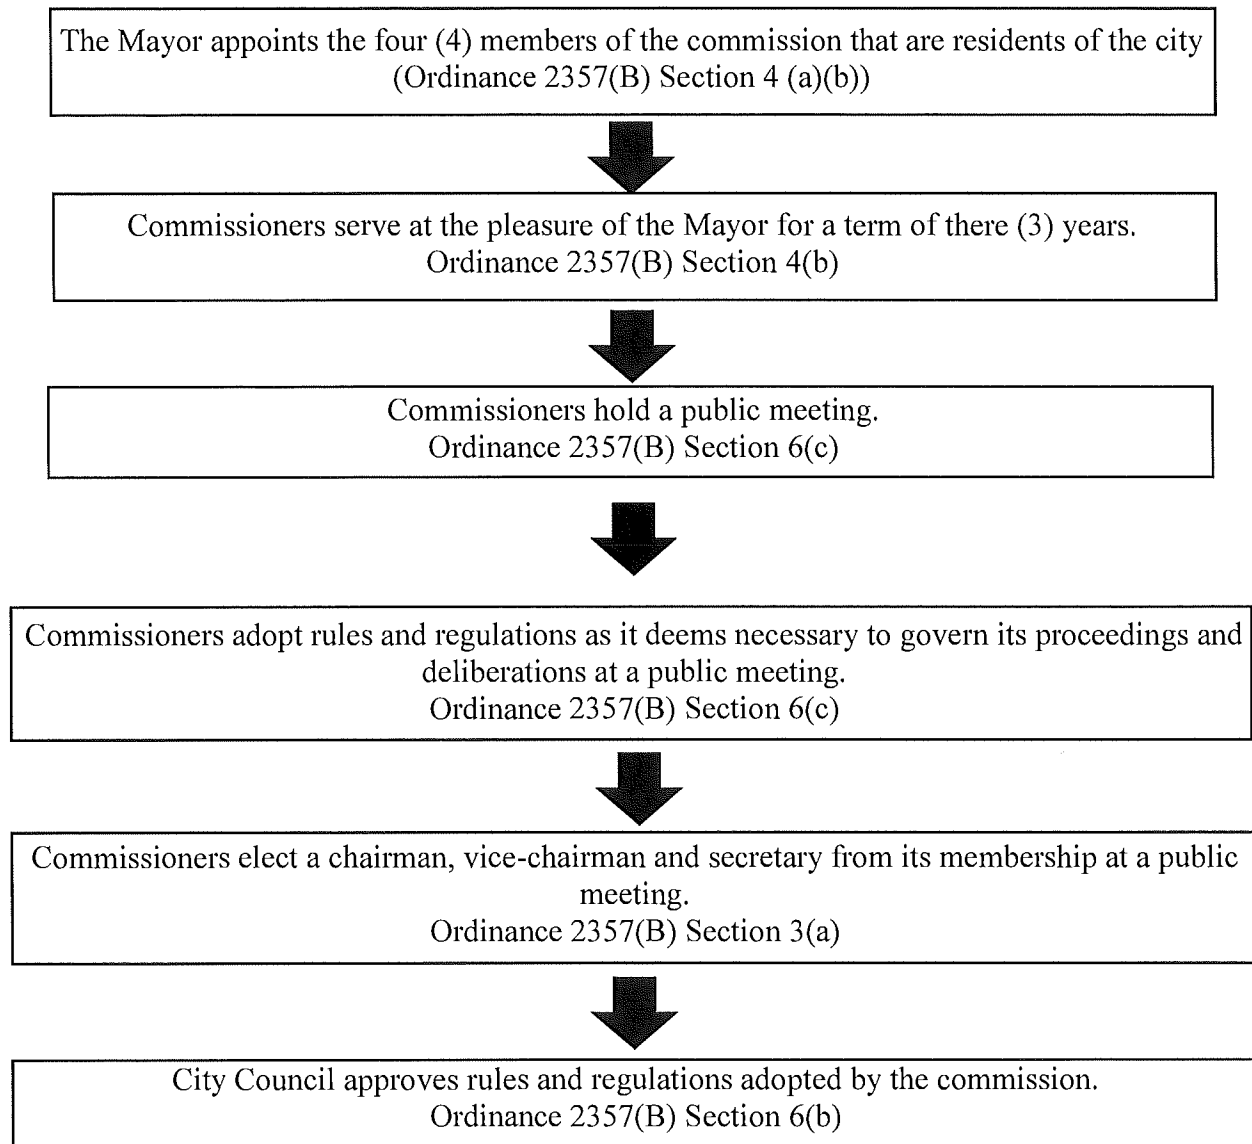 The Mayor appoints the four (4) members of the commission that are residents of the city
(Ordinance 2357(B) Section 4 (a)(b))
Commissioners serve at the pleasure of the Mayor for a term of there (3) years.
Ordinance 2357(B) Section 4(b)
Commissioners hold a public meeting.
Ordinance 2357(B) Section 6(c)
Commissioners adopt rules and regulations as it deems necessary to govern its proceedings and
deliberations at a public meeting.
Ordinance 2357(B) Section 6(c)
Commissioners elect a chairman, vice-chairman and secretary from its membership at a public
meeting.
Ordinance 2357(B) Section 3(a)
City Council approves rules and regulations adopted by the commission.
Ordinance 2357(B) Section 6(b)